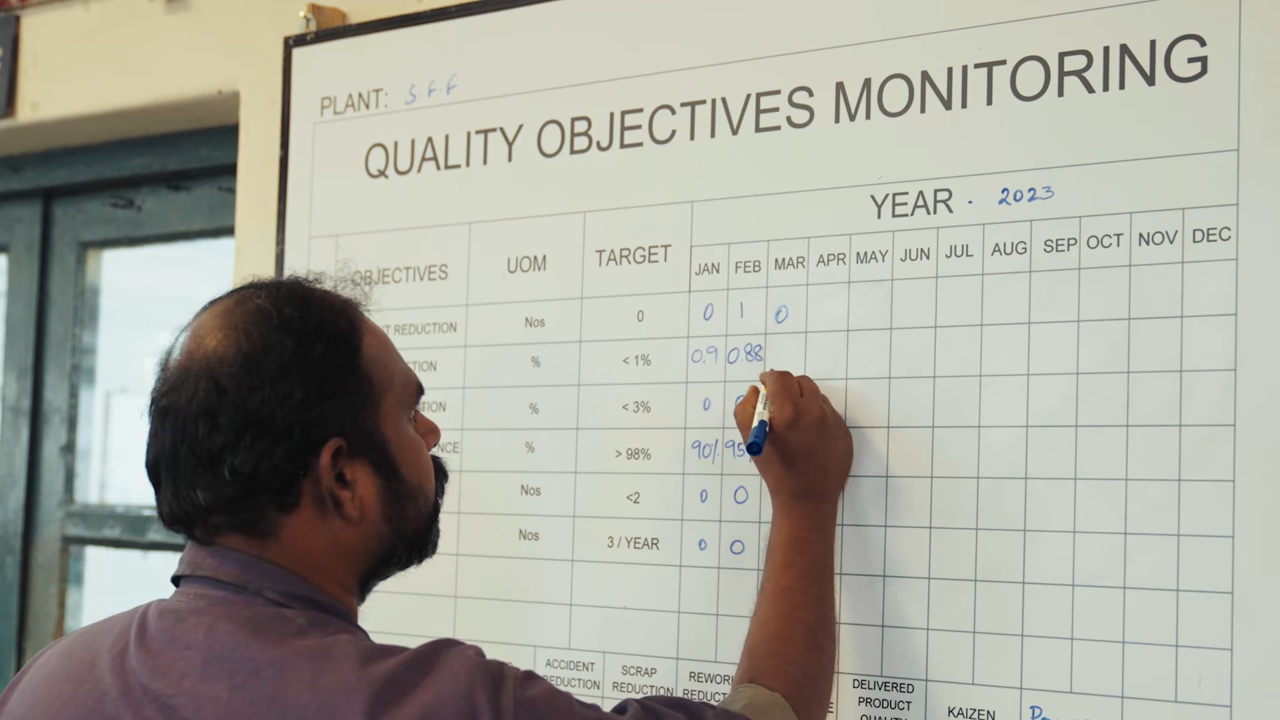 PLANT: S.F.F
QUALITY OBJECTIVES MONITORING
YEAR - 2023
OBJECTIVES UOM TARGET JAN FEB MAR APR MAY JUN JUL AUG SEP OCT NOV DEC
REDUCTION Nos 0 0 1 0
% < 1% 0.9 0.88
% < 3% 0
% > 98% 90% 95
Nos <2 0 0
Nos 3 / YEAR 0 0
ACCIDENT REDUCTION
SCRAP REDUCTION
DELIVERED PRODUCT
KAIZEN